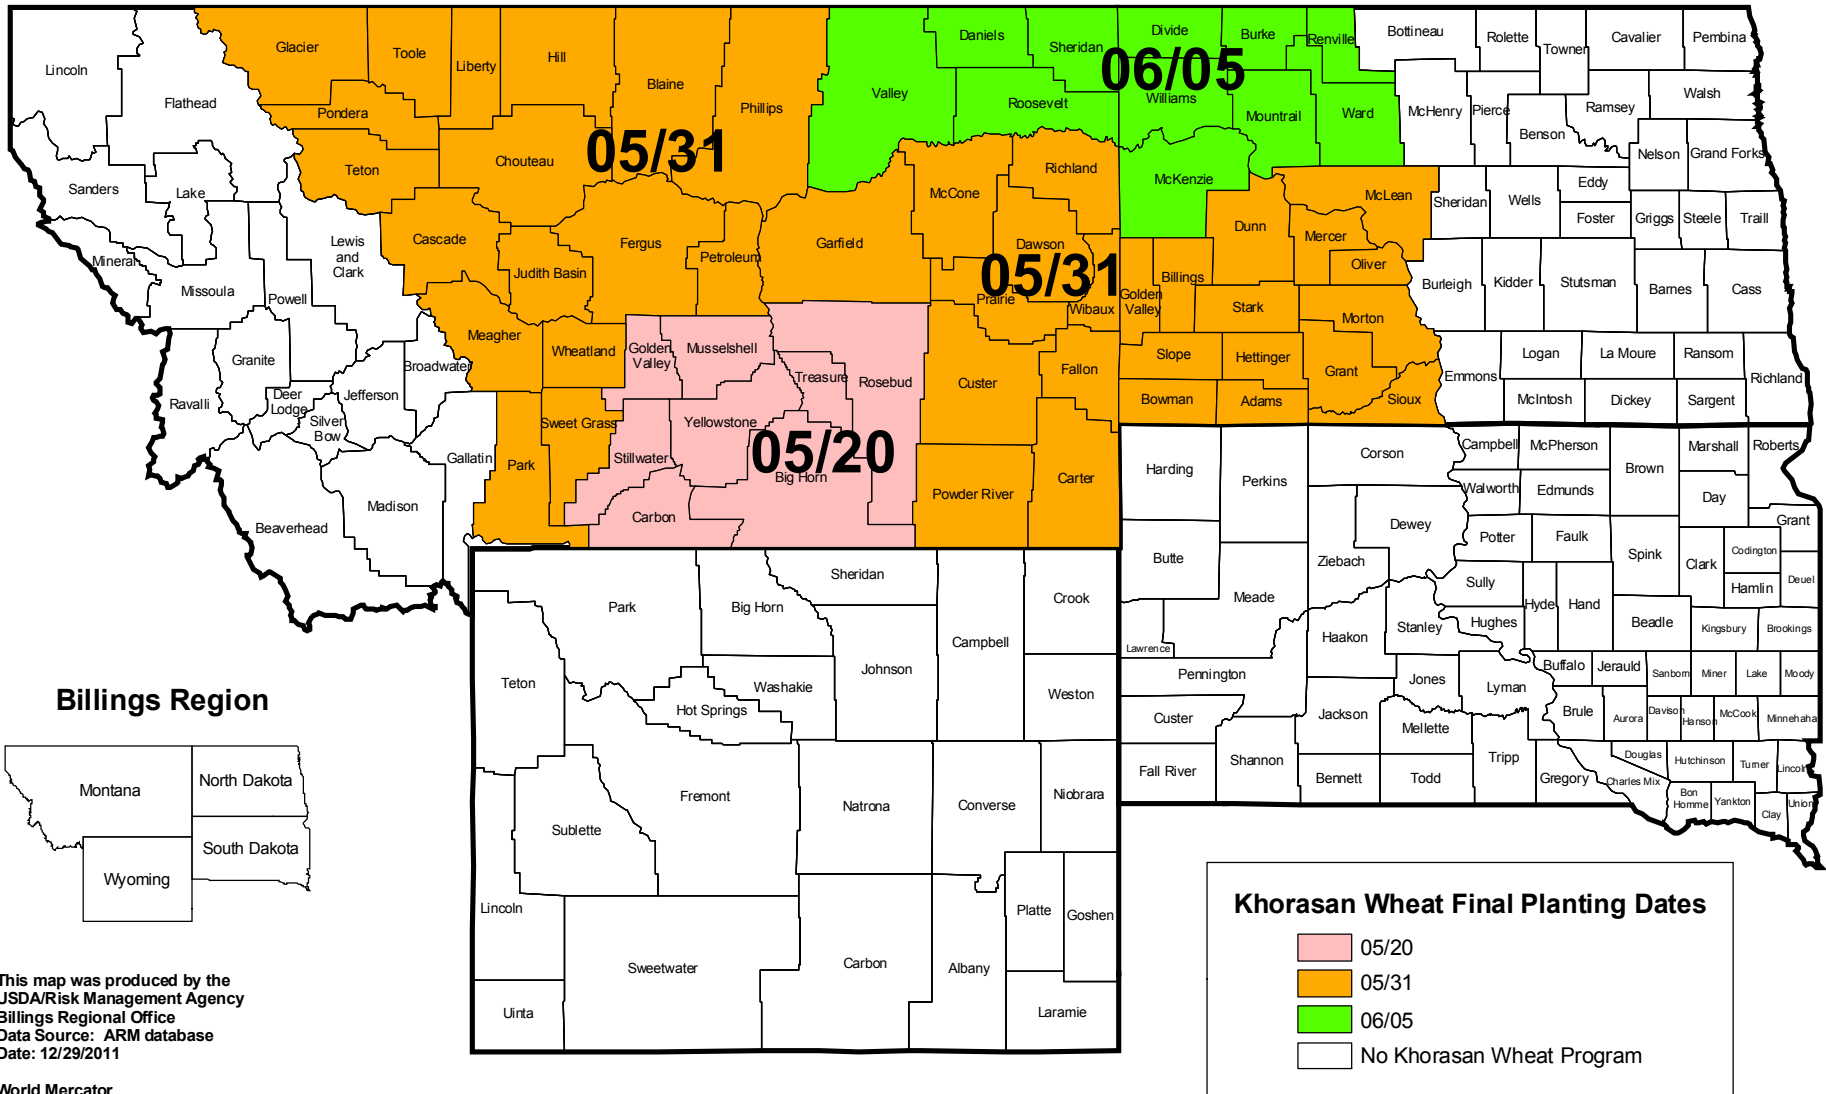 Lincoln
Flathead
Glacier
Toole
Liberty
Hill
Blaine
Phillips
Valley
Daniels
Sheridan
Roosevelt
Divide
Burke
Renville
06/05
Williams
Mountrail
Ward
McKenzie
Bottineau
Rolette
Towner
Cavalier
Pembina
McHenry
Pierce
Benson
Ramsey
Walsh
Nelson
Grand Forks
Pondera
Teton
Chouteau
05/31
Sanders
Lake
Mineral
Missoula
Powell
Lewis
and
Clark
Cascade
Judith Basin
Fergus
Petroleum
Garfield
McCone
Richland
Dawson
05/31
Prairie
Wibaux
Golden
Valley
Billings
Dunn
Mercer
McLean
Oliver
Stark
Morton
Sheridan
Wells
Eddy
Foster
Griggs
Steele
Traill
Burleigh
Kidder
Stutsman
Barnes
Cass
Meagher
Wheatland
Golden
Valley
Musselshell
Treasure
Rosebud
Custer
Fallon
Slope
Hettinger
Grant
Sioux
Bowman
Adams
Emmons
Logan
La Moure
Ransom
Richland
McIntosh
Dickey
Sargent
Granite
Ravalli
Deer
Lodge
Silver
Bow
Jefferson
Broadwater
Gallatin
Madison
Beaverhead
Park
Sweet Grass
Stillwater
Yellowstone
05/20
Big Horn
Carbon
Powder River
Carter
Harding
Perkins
Corson
Campbell
McPherson
Brown
Marshall
Roberts
Walworth
Edmunds
Day
Grant
Dewey
Potter
Faulk
Spink
Clark
Codington
Hamlin
Deuel
Butte
Meade
Ziebach
Sully
Hyde
Hand
Beadle
Kingsbury
Brookings
Lawrence
Haakon
Stanley
Hughes
Pennington
Jones
Lyman
Buffalo
Jerauld
Sanborn
Miner
Lake
Moody
Custer
Jackson
Mellette
Brule
Aurora
Davison
Hanson
McCook
Minnehaha
Fall River
Shannon
Bennett
Todd
Tripp
Gregory
Charles Mix
Douglas
Hutchinson
Turner
Lincoln
Bon
Homme
Yankton
Clay
Union
Park
Big Horn
Sheridan
Campbell
Crook
Johnson
Teton
Washakie
Hot Springs
Weston
Fremont
Sublette
Natrona
Converse
Niobrara
Lincoln
Platte
Goshen
Sweetwater
Carbon
Albany
Laramie
Uinta
Billings Region
Montana
North Dakota
South Dakota
Wyoming
This map was produced by the
USDA/Risk Management Agency
Billings Regional Office
Data Source: ARM database
Date: 12/29/2011
World Mercator
Khorasan Wheat Final Planting Dates
05/20
05/31
06/05
No Khorasan Wheat Program